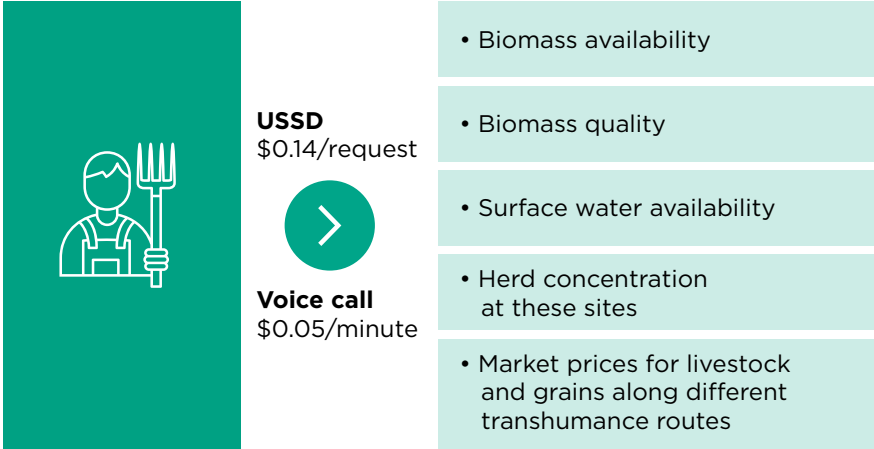 USSD
$0.14/request
Voice call
$0.05/minute
• Biomass availability
• Biomass quality
• Surface water availability
• Herd concentration
at these sites
• Market prices for livestock
and grains along different
transhumance routes